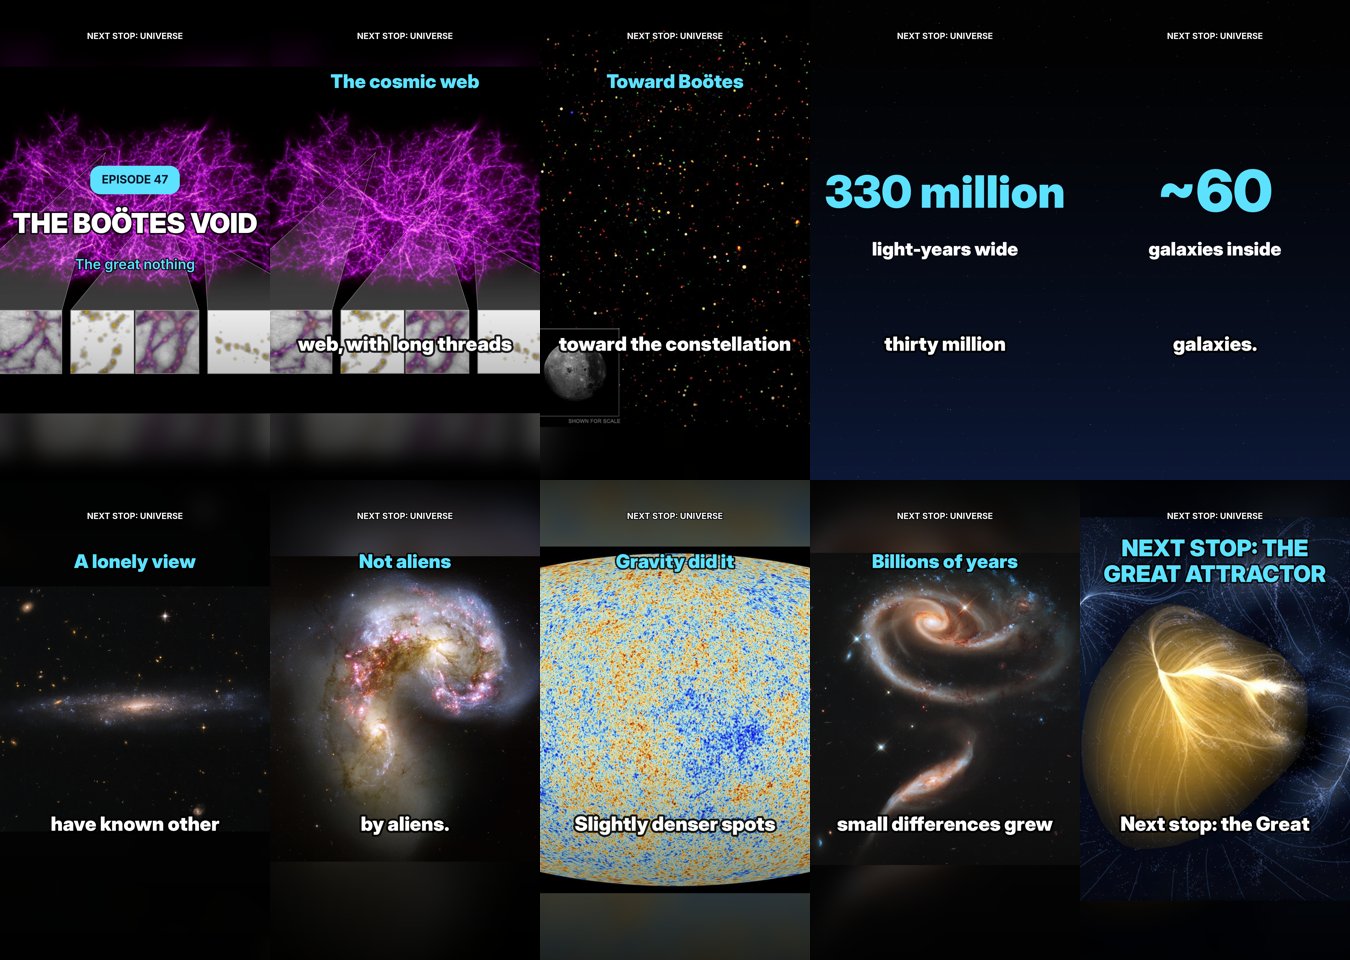 NEXT STOP: UNIVERSE
EPISODE 47
THE BOÖTES VOID
The great nothing
NEXT STOP: UNIVERSE
The cosmic web
web, with long threads
NEXT STOP: UNIVERSE
Toward Boötes
toward the constellation
SHOWN FOR SCALE
NEXT STOP: UNIVERSE
330 million
light-years wide
thirty million
NEXT STOP: UNIVERSE
~60
galaxies inside
galaxies.
NEXT STOP: UNIVERSE
A lonely view
have known other
NEXT STOP: UNIVERSE
Not aliens
by aliens.
NEXT STOP: UNIVERSE
Gravity did it
Slightly denser spots
NEXT STOP: UNIVERSE
Billions of years
small differences grew
NEXT STOP: UNIVERSE
NEXT STOP: THE
GREAT ATTRACTOR
Next stop: the Great